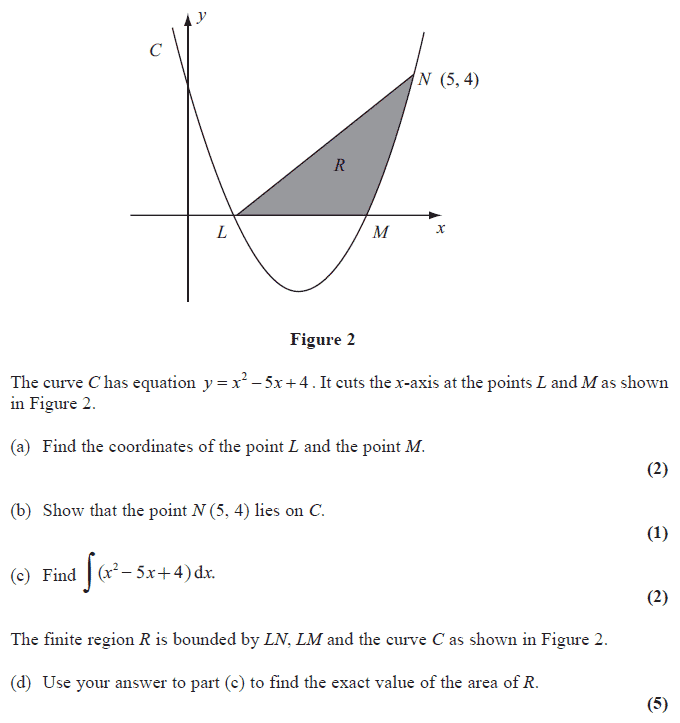 y
C
N (5, 4)
R
L
M
x
Figure 2
The curve C has equation y = x² – 5x + 4. It cuts the x-axis at the points L and M as shown
in Figure 2.
(a) Find the coordinates of the point L and the point M.
(2)
(b) Show that the point N (5, 4) lies on C.
(1)
(c) Find ∫(x² – 5x + 4) dx.
(2)
The finite region R is bounded by LN, LM and the curve C as shown in Figure 2.
(d) Use your answer to part (c) to find the exact value of the area of R.
(5)